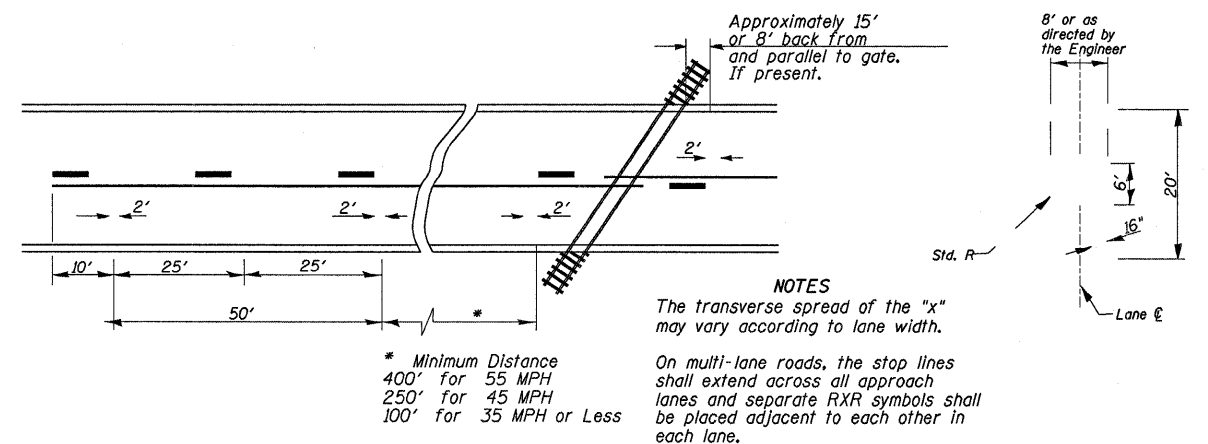 Approximately 15'
or 8' back from
and parallel to gate.
If present.
8' or as
directed by
the Engineer
2'
2'
2'
2'
6'
20'
16"
Std. R
10'
25'
25'
50'
*
Lane ℄
* Minimum Distance
400' for 55 MPH
250' for 45 MPH
100' for 35 MPH or Less
NOTES
The transverse spread of the "x"
may vary according to lane width.
On multi-lane roads, the stop lines
shall extend across all approach
lanes and separate RXR symbols shall
be placed adjacent to each other in
each lane.